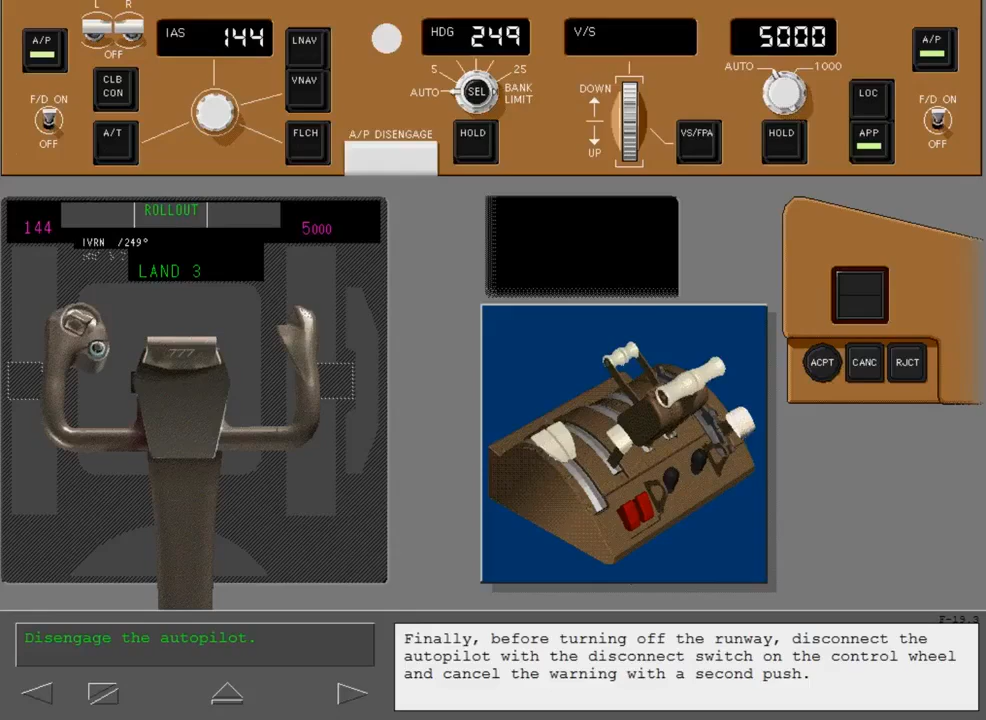 L R
A/P
OFF
IAS 144
LNAV
HDG 249
V/S
5000
A/P
CLB
CON
VNAV
5 25
AUTO SEL BANK
LIMIT
DOWN
AUTO 1000
F/D ON
OFF
A/T
FLCH
A/P DISENGAGE
HOLD
UP
VS/FPA
HOLD
LOC
APP
F/D ON
OFF
ROLLOUT
144 5000
IVRN /249°
LAND 3
777
ACPT CANC RJCT
F-19.3
Disengage the autopilot.
Finally, before turning off the runway, disconnect the
autopilot with the disconnect switch on the control wheel
and cancel the warning with a second push.